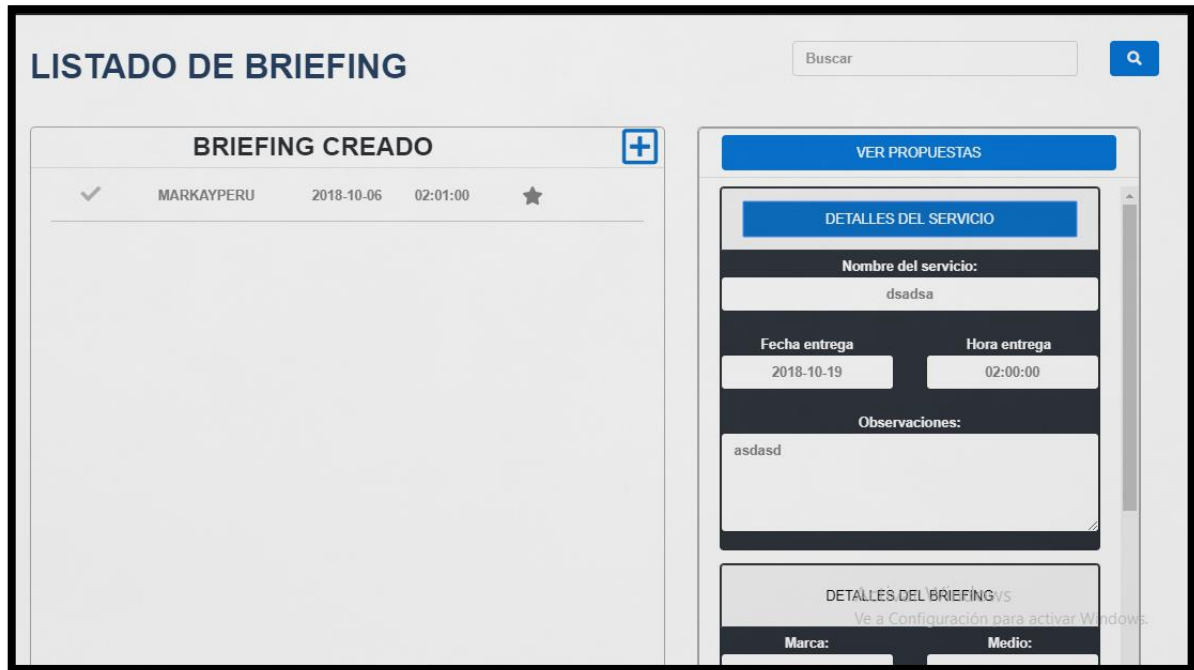 LISTADO DE BRIEFING
Buscar
BRIEFING CREADO
MARKAYPERU 2018-10-06 02:01:00
VER PROPUESTAS
DETALLES DEL SERVICIO
Nombre del servicio:
dsadsa
Fecha entrega Hora entrega
2018-10-19 02:00:00
Observaciones:
asdasd
DETALLES DEL BRIEFING
Activar Windows
Ve a Configuración para activar Windows.
Marca: Medio: